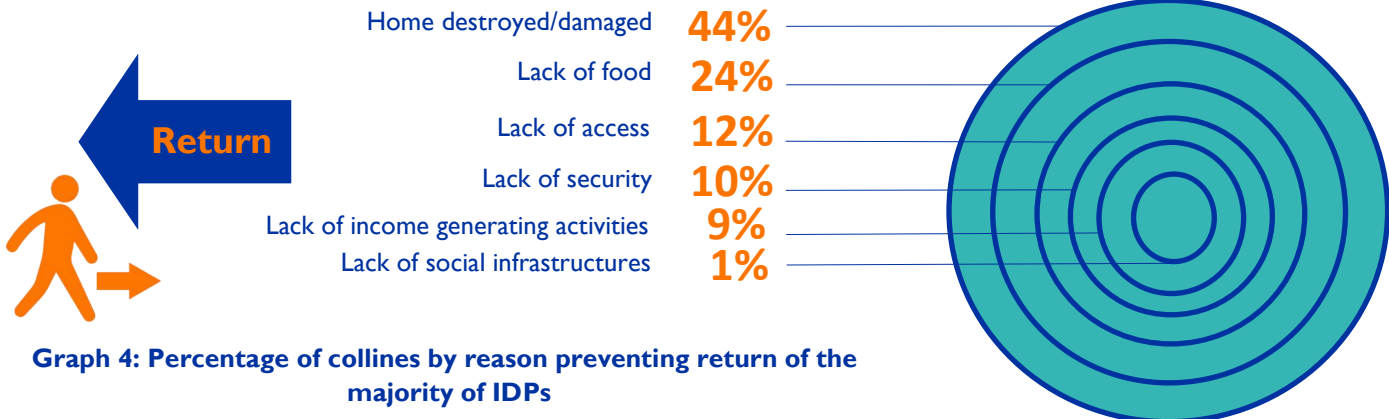 Home destroyed/damaged 44%
Lack of food 24%
Return
Lack of access 12%
Lack of security 10%
Lack of income generating activities 9%
Lack of social infrastructures 1%
Graph 4: Percentage of collines by reason preventing return of the
majority of IDPs